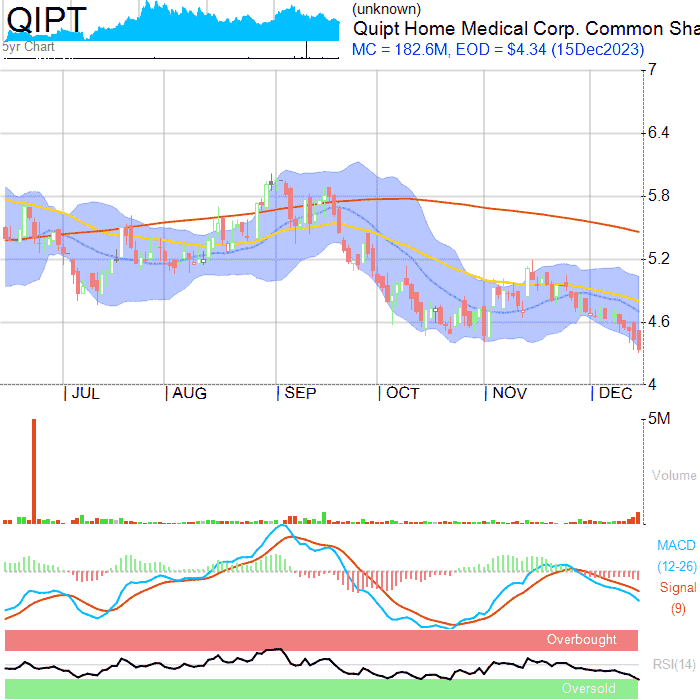 QIPT
5yr Chart
(unknown)
Quipt Home Medical Corp. Common Sha
MC = 182.6M, EOD = $4.34 (15Dec2023)
7
6.4
5.8
5.2
4.6
4
JUL AUG SEP OCT NOV DEC
5M
Volume
MACD
(12-26)
Signal
(9)
Overbought
RSI(14)
Oversold